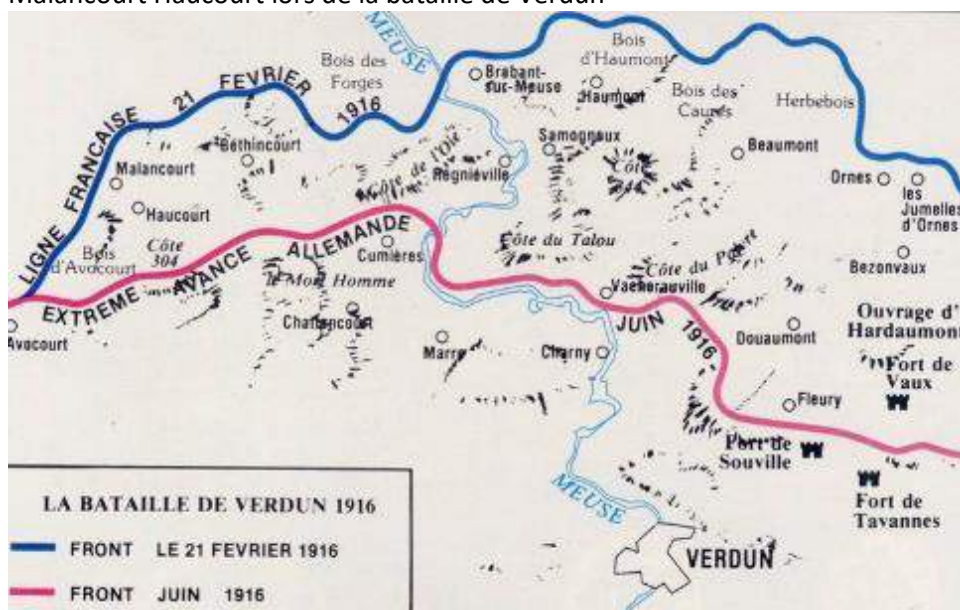 Malancourt Haucourt lors de la bataille de Verdun
MEUSE
Bois des
Forges
Brabant-
sur-Meuse
Bois
d'Haumont
Haumont
Bois des
Caures
Herbebois
LIGNE FRANCAISE 21 FEVRIER 1916
Malancourt
Béthincourt
Côte de l'Oie
Régniéville
Samogneux
Côte
344
Beaumont
Ornes
les
Jumelles
d'Ornes
Haucourt
Bois
d'Avocourt
Côte
304
Cumières
Côte du Talou
Côte du Poivre
Bezonvaux
EXTREME AVANCE ALLEMANDE JUIN 1916
le Mort Homme
Chattancourt
Vacherauville
Avocourt
Marre
Charny
Douaumont
Ouvrage d'
Hardaumont
Fort de
Vaux
Fleury
Fort de
Souville
Fort de
Tavannes
MEUSE
VERDUN
LA BATAILLE DE VERDUN 1916
FRONT LE 21 FEVRIER 1916
FRONT JUIN 1916